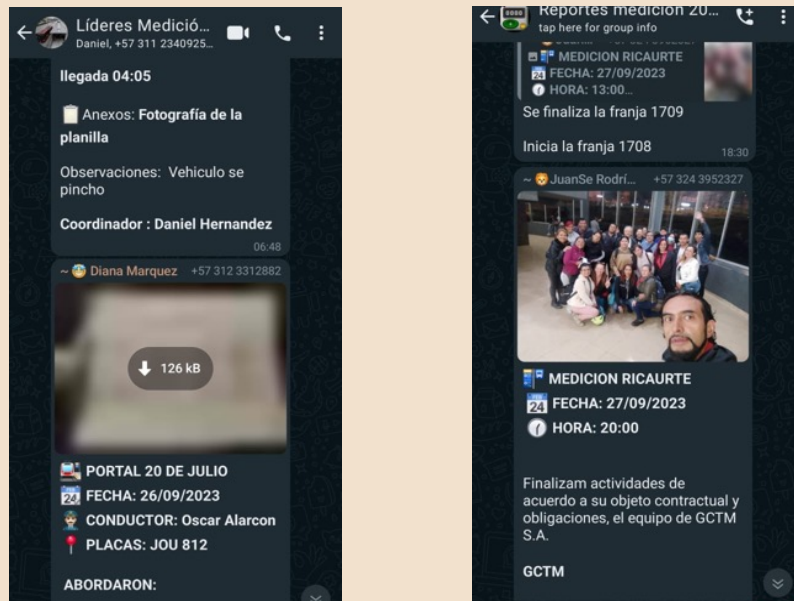 Líderes Medició...
Daniel, +57 311 2340925...
llegada 04:05
Anexos: Fotografía de la
planilla
Observaciones: Vehiculo se
pincho
Coordinador : Daniel Hernandez
06:48
~ Diana Marquez +57 312 3312882
126 kB
PORTAL 20 DE JULIO
FECHA: 26/09/2023
CONDUCTOR: Oscar Alarcon
PLACAS: JOU 812
ABORDARON:
Reportes medicion 20...
tap here for group info
MEDICION RICAURTE
FECHA: 27/09/2023
HORA: 13:00...
Se finaliza la franja 1709
Inicia la franja 1708
18:30
~ JuanSe Rodrí... +57 324 3952327
MEDICION RICAURTE
FECHA: 27/09/2023
HORA: 20:00
Finalizam actividades de
acuerdo a su objeto contractual y
obligaciones, el equipo de GCTM
S.A.
GCTM